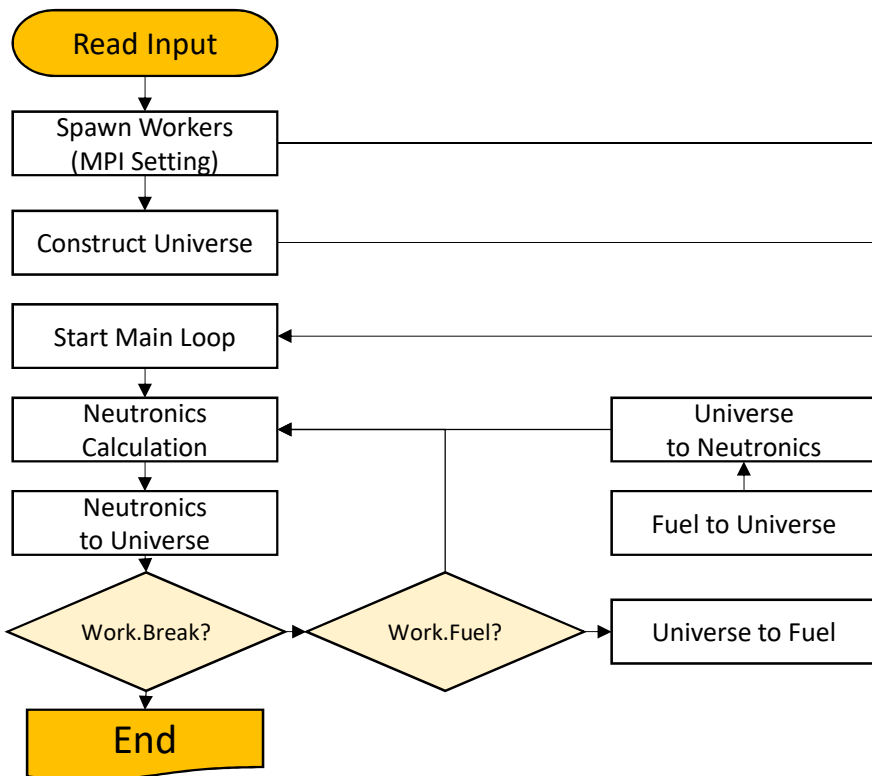 Read Input
Spawn Workers
(MPI Setting)
Construct Universe
Start Main Loop
Neutronics
Calculation
Universe
to Neutronics
Neutronics
to Universe
Fuel to Universe
Work.Break?
Work.Fuel?
Universe to Fuel
End